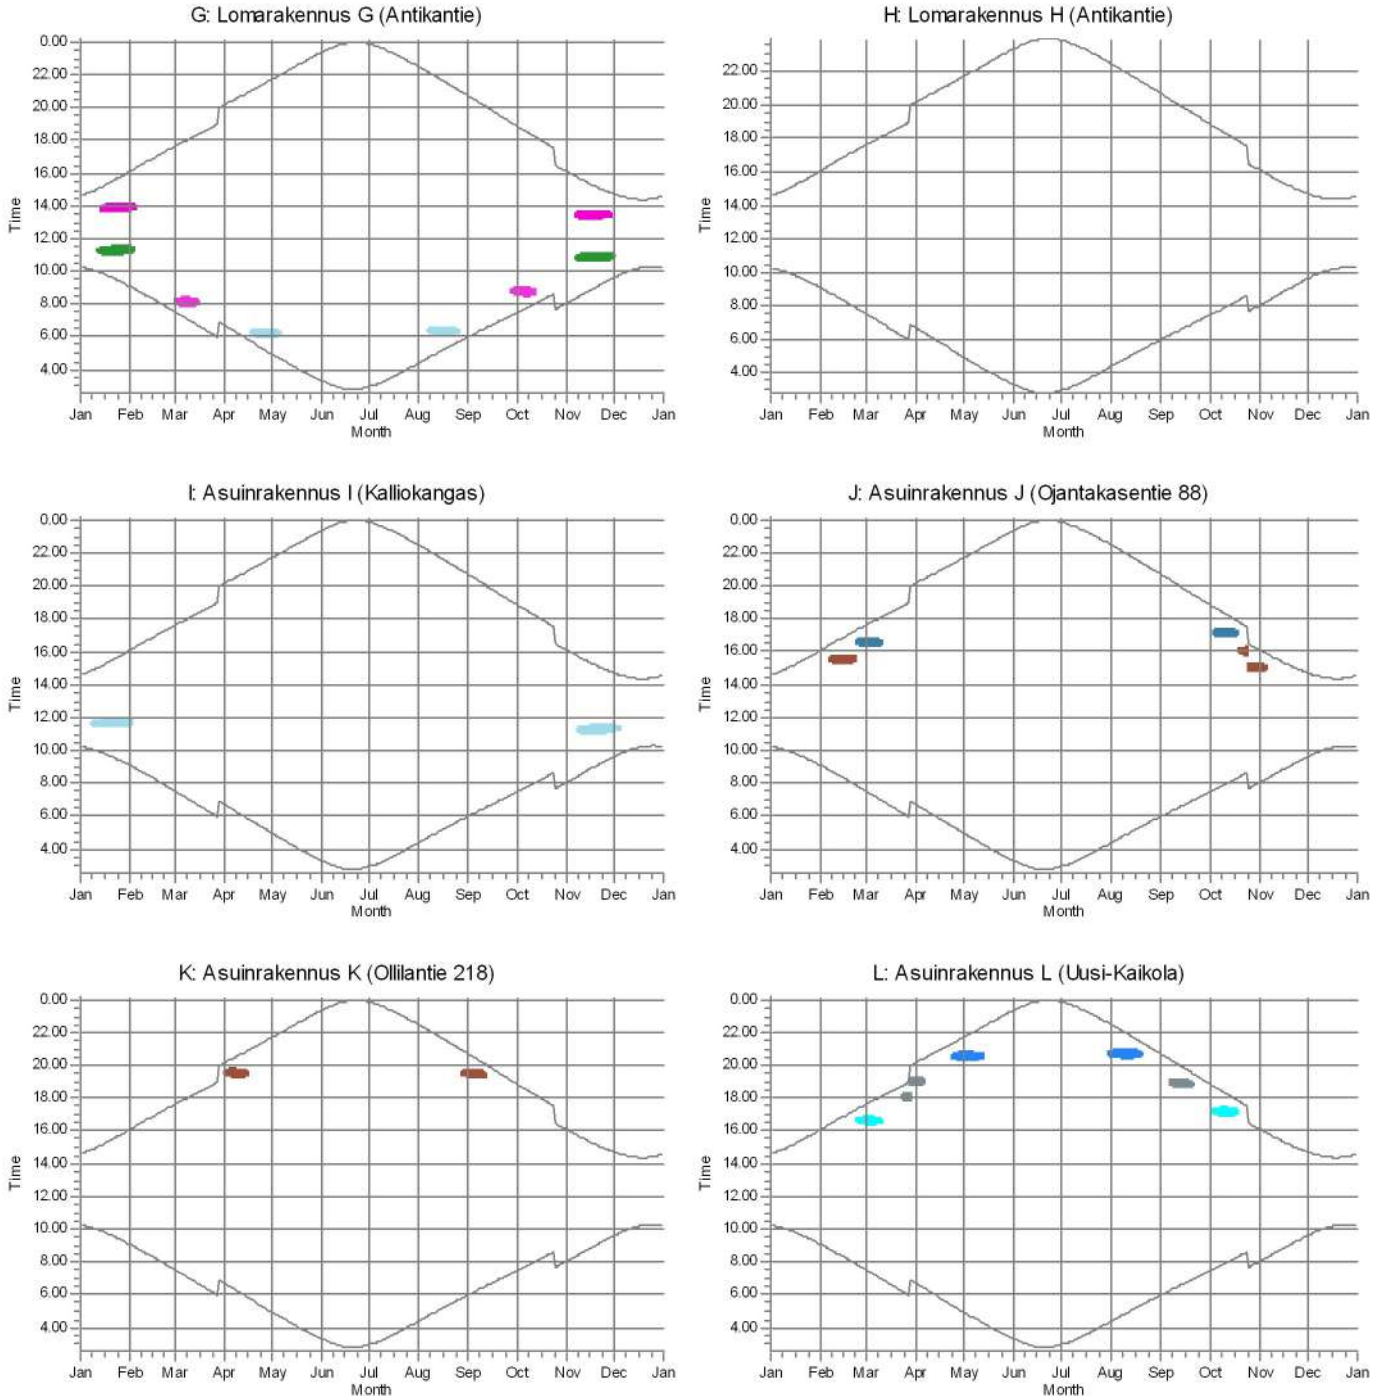 G: Lomarakennus G (Antikantie)
0.00
22.00
20.00
18.00
16.00
14.00
12.00
10.00
8.00
6.00
4.00
Time
Jan Feb Mar Apr May Jun Jul Aug Sep Oct Nov Dec Jan
Month
H: Lomarakennus H (Antikantie)
22.00
20.00
18.00
16.00
14.00
12.00
10.00
8.00
6.00
4.00
Time
Jan Feb Mar Apr May Jun Jul Aug Sep Oct Nov Dec Jan
Month
I: Asuinrakennus I (Kalliokangas)
0.00
22.00
20.00
18.00
16.00
14.00
12.00
10.00
8.00
6.00
4.00
Time
Jan Feb Mar Apr May Jun Jul Aug Sep Oct Nov Dec Jan
Month
J: Asuinrakennus J (Ojantakasentie 88)
0.00
22.00
20.00
18.00
16.00
14.00
12.00
10.00
8.00
6.00
4.00
Time
Jan Feb Mar Apr May Jun Jul Aug Sep Oct Nov Dec Jan
Month
K: Asuinrakennus K (Ollilantie 218)
0.00
22.00
20.00
18.00
16.00
14.00
12.00
10.00
8.00
6.00
4.00
Time
Jan Feb Mar Apr May Jun Jul Aug Sep Oct Nov Dec Jan
Month
L: Asuinrakennus L (Uusi-Kaikola)
0.00
22.00
20.00
18.00
16.00
14.00
12.00
10.00
8.00
6.00
4.00
Time
Jan Feb Mar Apr May Jun Jul Aug Sep Oct Nov Dec Jan
Month